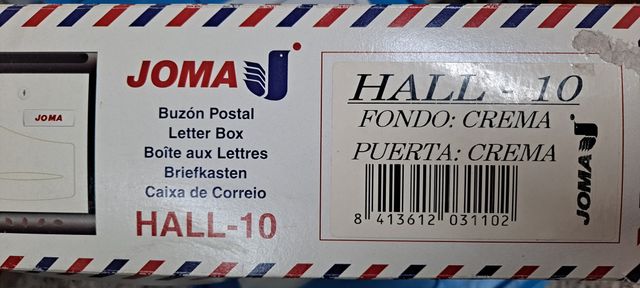 JOMA
JOMA
Buzón Postal
Letter Box
Boîte aux Lettres
Briefkasten
Caixa de Correio
HALL-10
HALL - 10
FONDO: CREMA
PUERTA: CREMA
8 413612 031102
JOMA